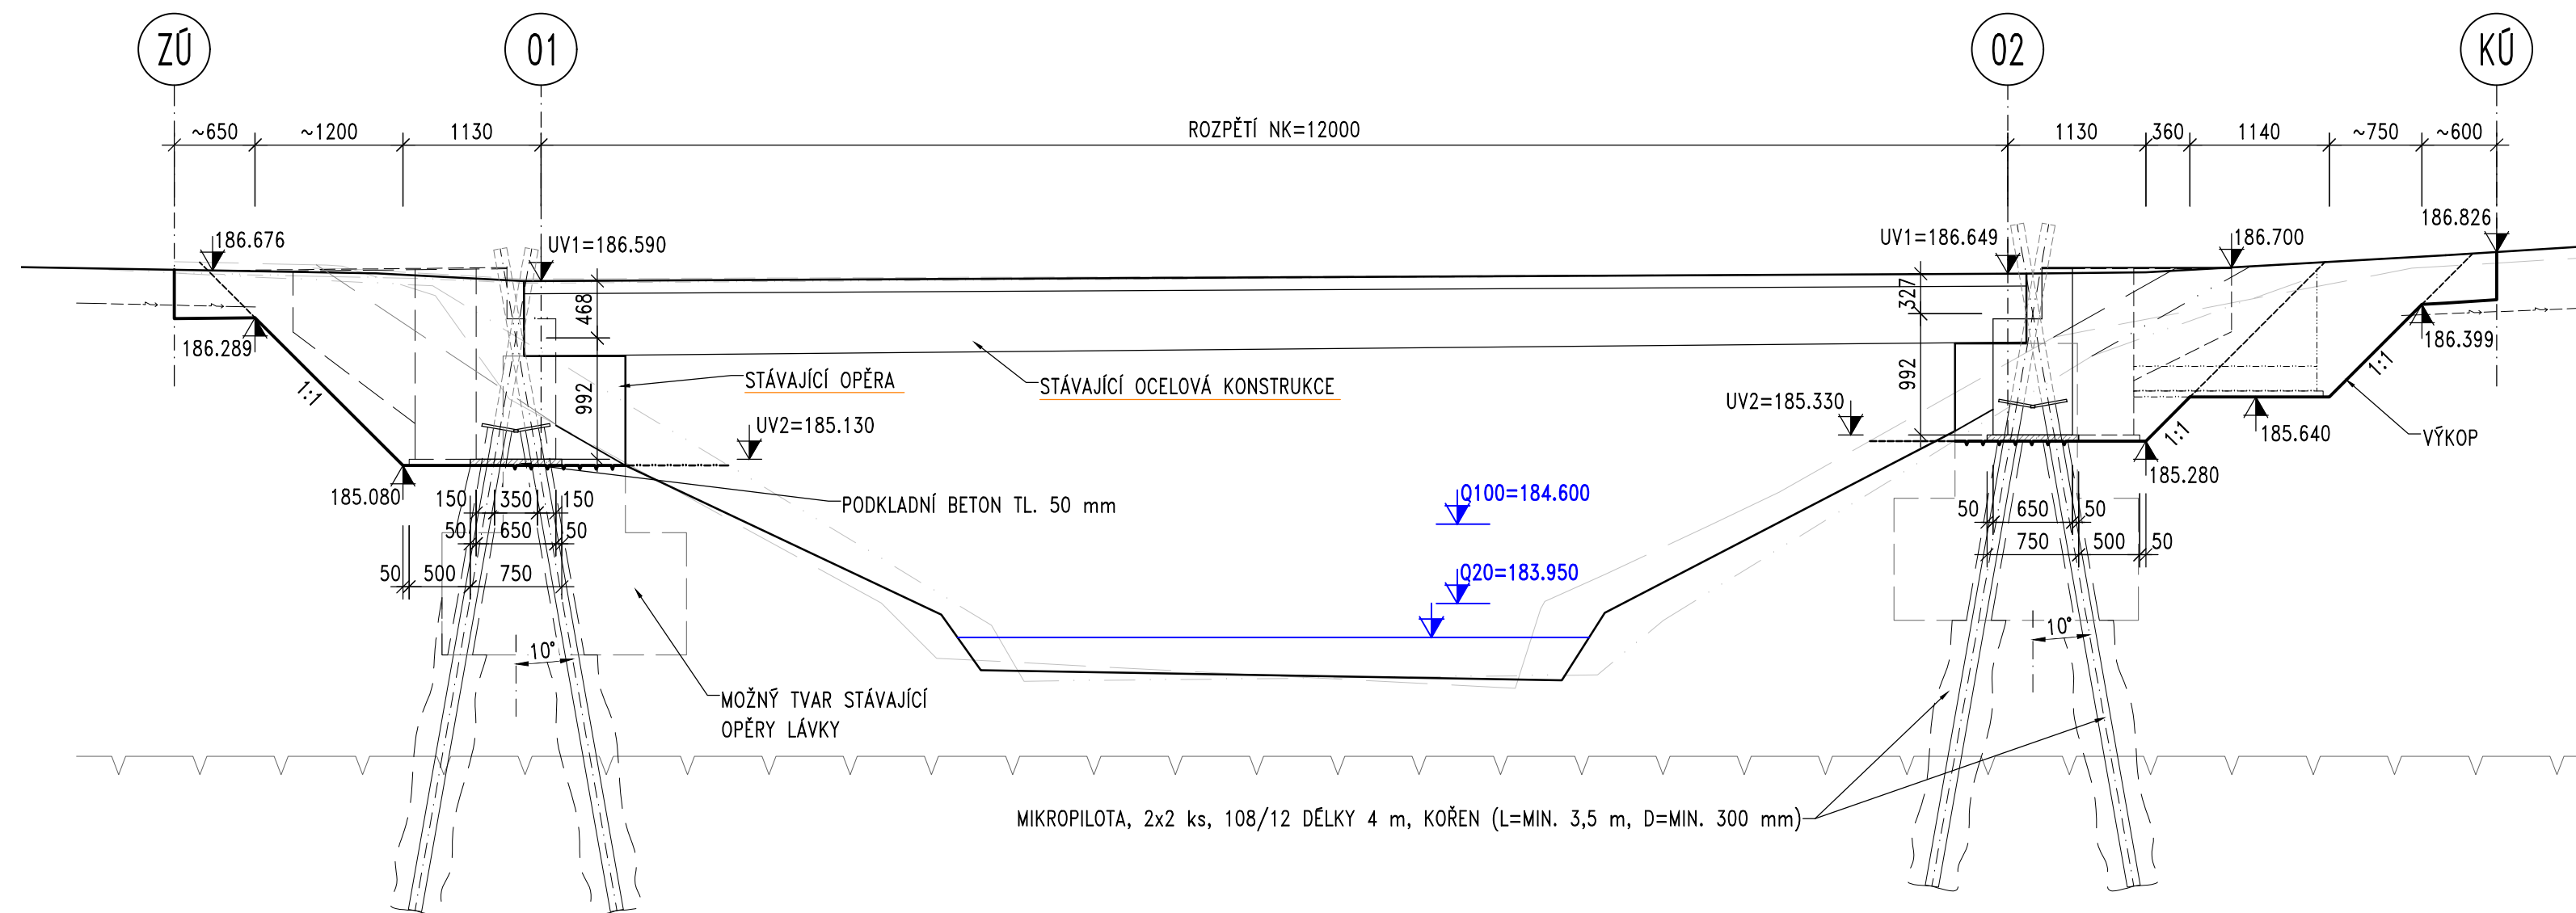 ZÚ
01
02
KÚ
~650
~1200
1130
ROZPĚTÍ NK=12000
1130
360
1140
~750
~600
186.676
UV1=186.590
UV1=186.649
186.700
186.826
468
327
186.289
186.399
1:1
992
STÁVAJÍCÍ OPĚRA
STÁVAJÍCÍ OCELOVÁ KONSTRUKCE
992
1:1
UV2=185.130
UV2=185.330
1:1
185.640
VÝKOP
185.080
185.280
150
350
150
PODKLADNÍ BETON TL. 50 mm
Q100=184.600
50
650
50
50
650
50
750
500
50
50
500
750
Q20=183.950
10°
10°
MOŽNÝ TVAR STÁVAJÍCÍ
OPĚRY LÁVKY
MIKROPILOTA, 2x2 ks, 108/12 DÉLKY 4 m, KOŘEN (L=MIN. 3,5 m, D=MIN. 300 mm)